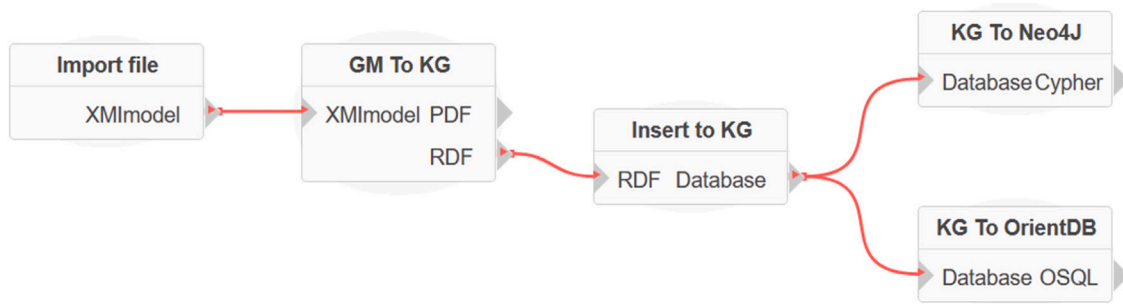 Import file
XMImodel
GM To KG
XMImodel PDF
RDF
Insert to KG
RDF Database
KG To Neo4J
Database Cypher
KG To OrientDB
Database OSQL